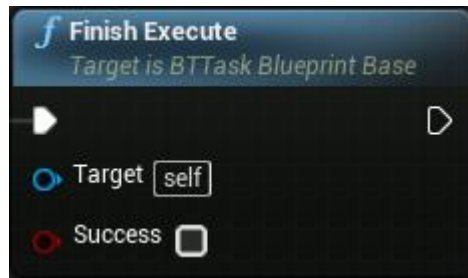 f Finish Execute
Target is BTTask Blueprint Base
Target self
Success